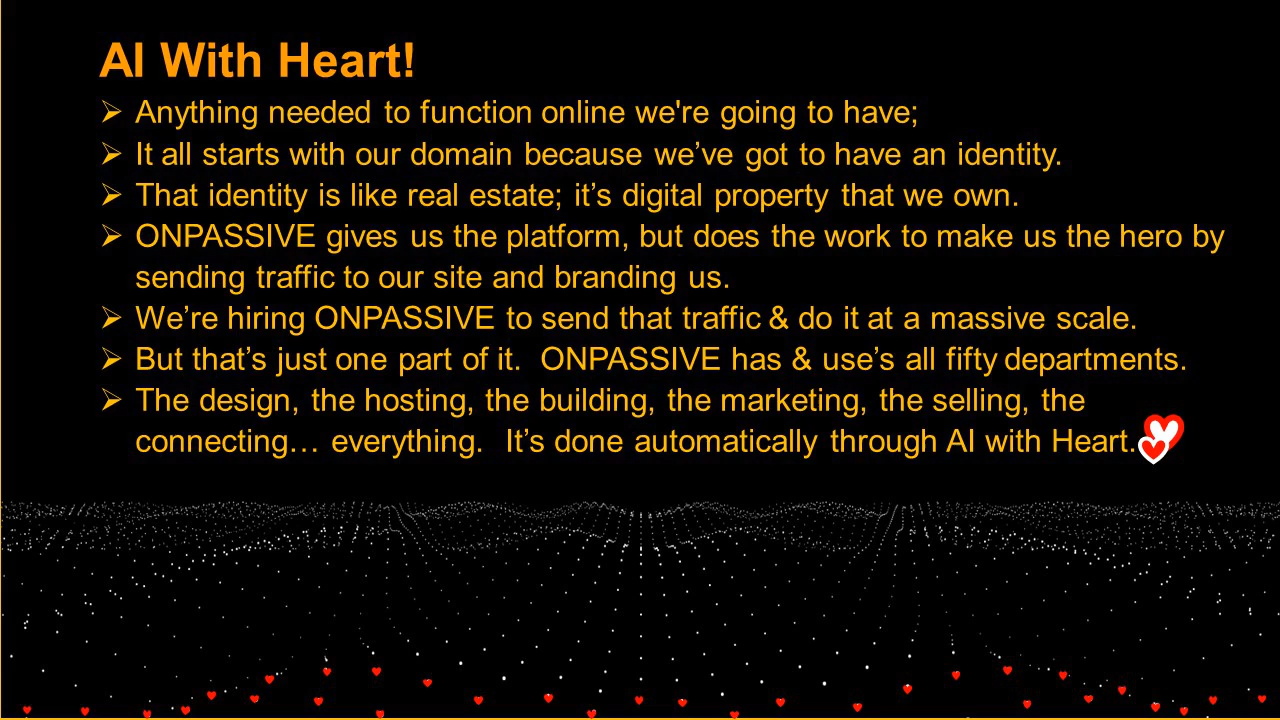 AI With Heart!
➢ Anything needed to function online we're going to have;
➢ It all starts with our domain because we’ve got to have an identity.
➢ That identity is like real estate; it’s digital property that we own.
➢ ONPASSIVE gives us the platform, but does the work to make us the hero by
sending traffic to our site and branding us.
➢ We’re hiring ONPASSIVE to send that traffic & do it at a massive scale.
➢ But that’s just one part of it.  ONPASSIVE has & use’s all fifty departments.
➢ The design, the hosting, the building, the marketing, the selling, the
connecting… everything.  It’s done automatically through AI with Heart.